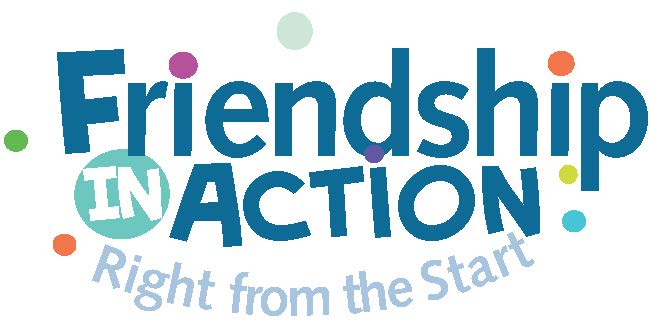 Friendship
IN ACTION
Right from the Start